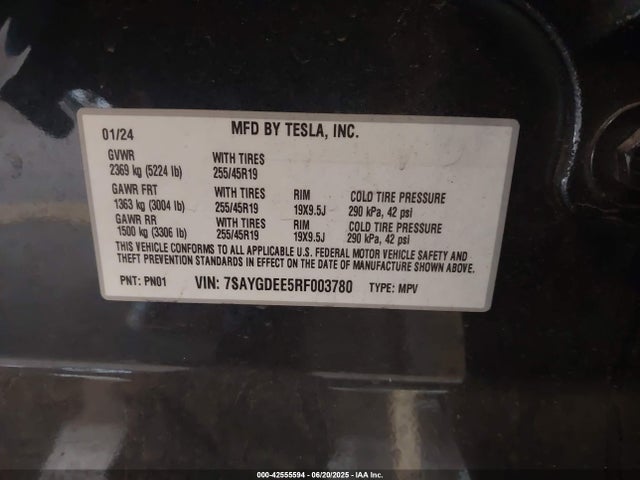 01/24 MFD BY TESLA, INC.
GVWR WITH TIRES
2369 kg (5224 lb) 255/45R19
GAWR FRT WITH TIRES RIM COLD TIRE PRESSURE
1363 kg (3004 lb) 255/45R19 19X9.5J 290 kPa, 42 psi
GAWR RR WITH TIRES RIM COLD TIRE PRESSURE
1500 kg (3306 lb) 255/45R19 19X9.5J 290 kPa, 42 psi
THIS VEHICLE CONFORMS TO ALL APPLICABLE U.S. FEDERAL MOTOR VEHICLE SAFETY AND
THEFT PREVENTION STANDARDS IN EFFECT ON THE DATE OF MANUFACTURE SHOWN ABOVE.
PNT: PN01 VIN: 7SAYGDEE5RF003780 TYPE: MPV
000-42555594 - 06/20/2025 - IAA Inc.